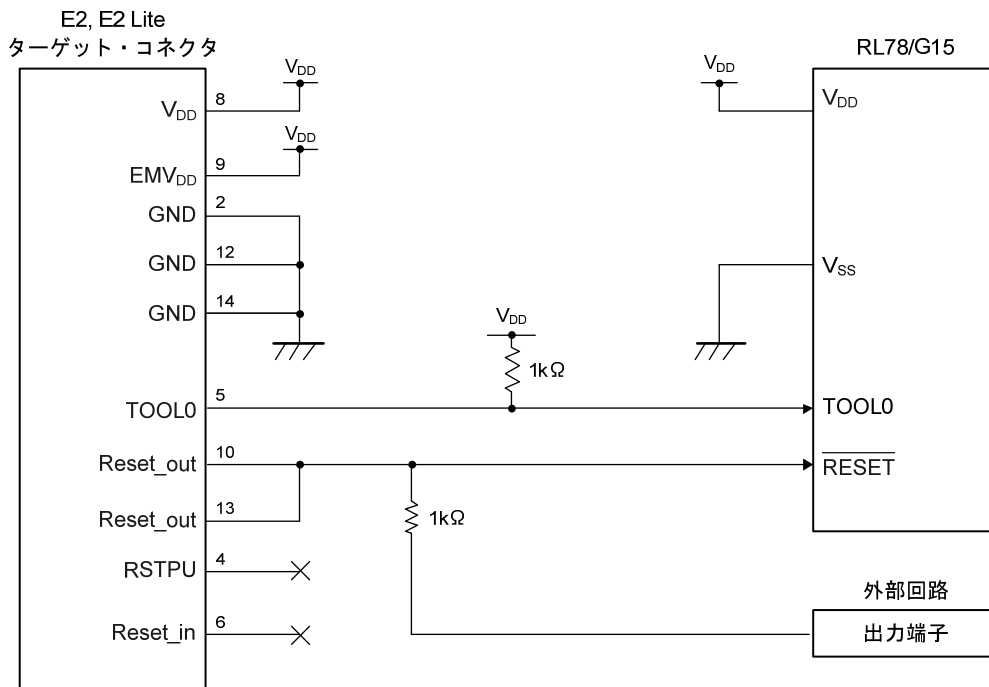 E2, E2 Lite
ターゲット・コネクタ
RL78/G15
VDD
8
VDD
VDD
VDD
VDD
EMVDD
9
GND
2
GND
12
VSS
GND
14
VDD
1kΩ
TOOL0
5
TOOL0
Reset_out
10
RESET
Reset_out
13
1kΩ
RSTPU
4
外部回路
Reset_in
6
出力端子